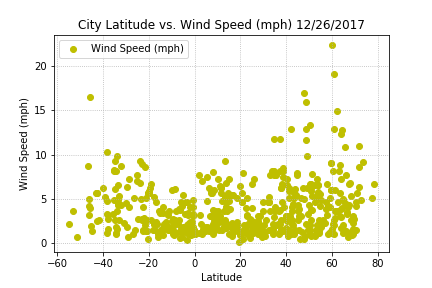 City Latitude vs. Wind Speed (mph) 12/26/2017
Wind Speed (mph)
20
15
10
5
0
Wind Speed (mph)
−60 −40 −20 0 20 40 60 80
Latitude